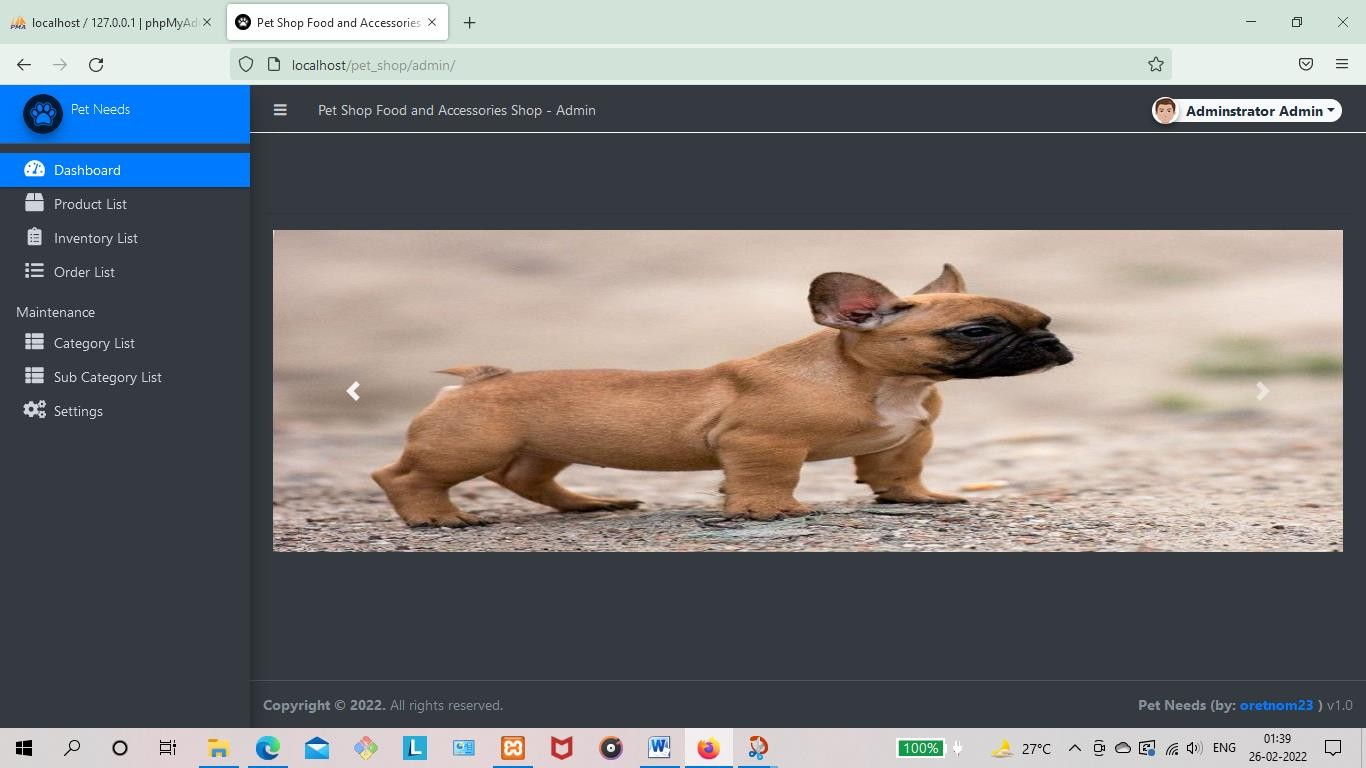 localhost / 127.0.0.1 | phpMyAd
Pet Shop Food and Accessories
localhost/pet_shop/admin/
Pet Needs
Pet Shop Food and Accessories Shop - Admin
Adminstrator Admin
Dashboard
Product List
Inventory List
Order List
Maintenance
Category List
Sub Category List
Settings
Copyright © 2022. All rights reserved.
Pet Needs (by: oretnom23 ) v1.0
100%
27°C
ENG
01:39
26-02-2022